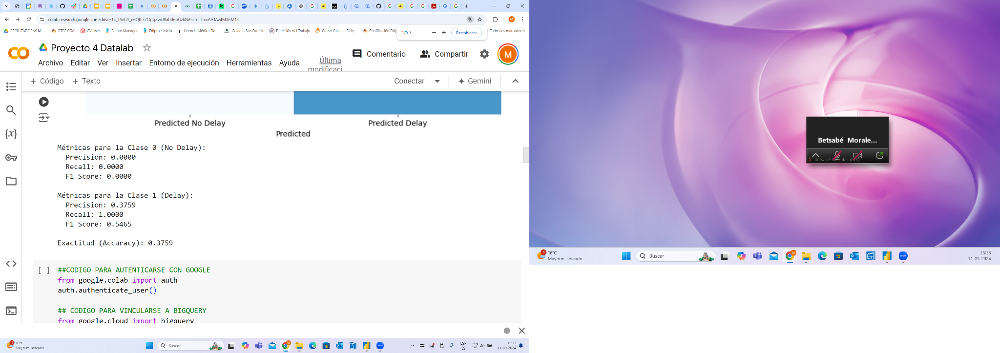 colab.research.google.com/drive/1k_TSvGY_e6QfE37OggZvdJ8ahd6oGzkN#scrollTo=AAJAv4M36M1-
RECLUTADORAS M... OTEC CGAI CV User Edipro Manager Edipro :: Inicio Licencia Médica Ele... Colegio San Patricio Dirección del Trabajo Como Calcular Finiq... Certificación Edip
175 % Restablecer
Todos los marcadores
Proyecto 4 Datalab
Comentario Compartir M
Archivo Editar Ver Insertar Entorno de ejecución Herramientas Ayuda Última
+ Código + Texto Conectar Gemini
Predicted No Delay Predicted Delay
Predicted
Métricas para la Clase 0 (No Delay):
Precision: 0.0000
Recall: 0.0000
F1 Score: 0.0000
Métricas para la Clase 1 (Delay):
Precision: 0.3759
Recall: 1.0000
F1 Score: 0.5465
Exactitud (Accuracy): 0.3759
[ ] ##CODIGO PARA AUTENTICARSE CON GOOGLE
from google.colab import auth
auth.authenticate_user()
## CODIGO PARA VINCULARSE A BIGQUERY
from google.cloud import bigquery
16°C
Mayorm. soleado
Buscar
ESP
ES
15:33
11-09-2024
Betsabé Morale...
Betsabé Morales (MX)
16°C
Mayorm. soleado
Buscar
15:33
11-09-2024